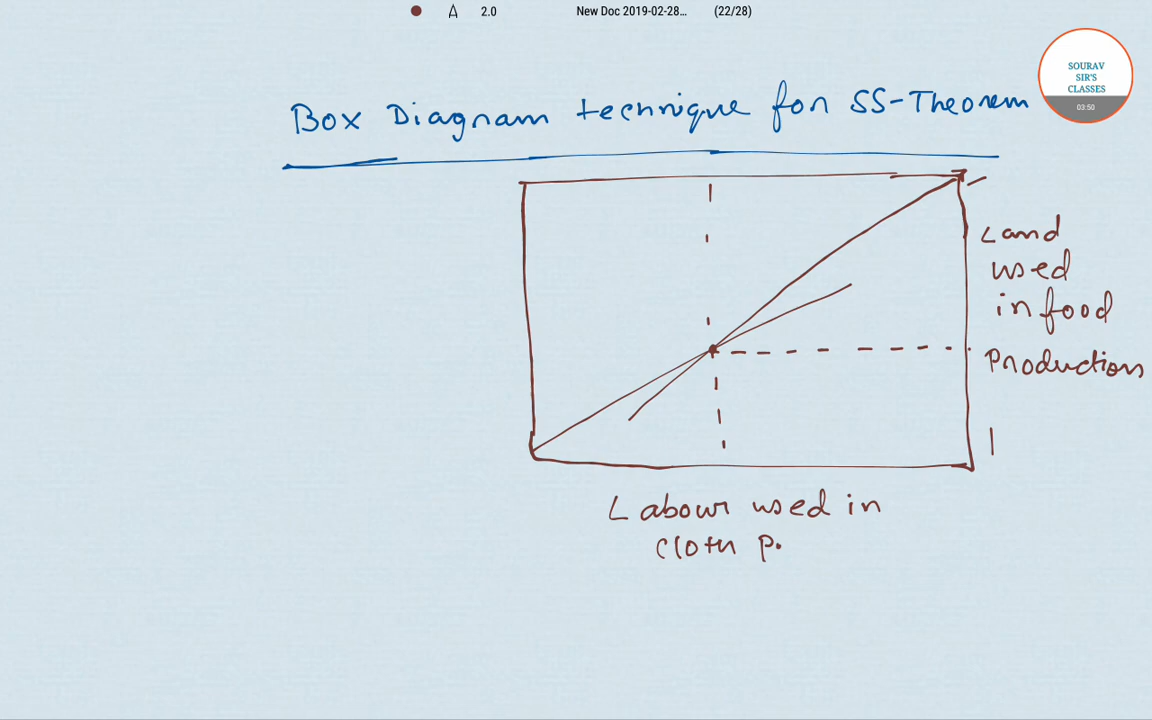 2.0 New Doc 2019-02-28... (22/28)
SOURAV
SIR'S
CLASSES
03:50
Box Diagram technique for SS-Theorem
Land
used
in food
Production
Labour used in
cloth p.